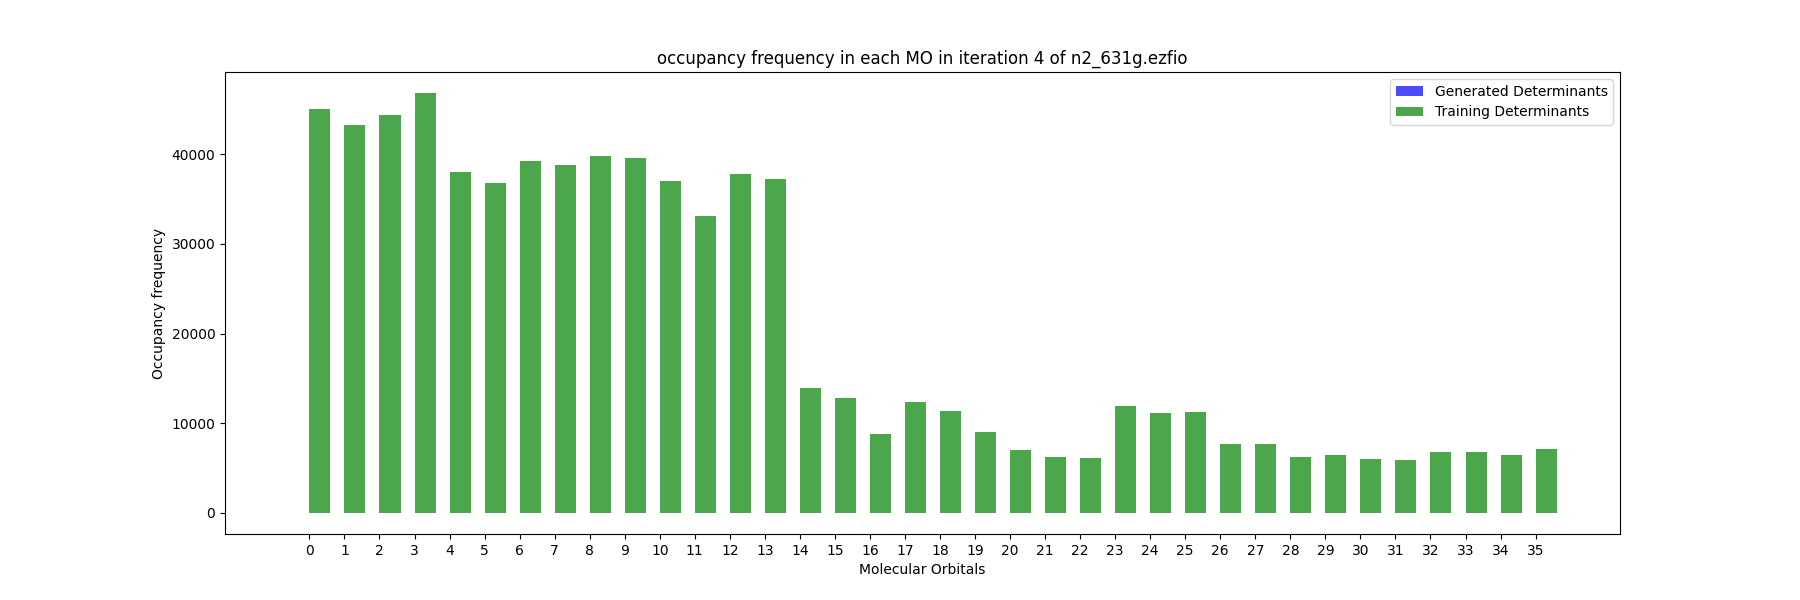 occupancy frequency in each MO in iteration 4 of n2_631g.ezfio
Generated Determinants
Training Determinants
Occupancy frequency
40000
30000
20000
10000
0
0 1 2 3 4 5 6 7 8 9 10 11 12 13 14 15 16 17 18 19 20 21 22 23 24 25 26 27 28 29 30 31 32 33 34 35
Molecular Orbitals